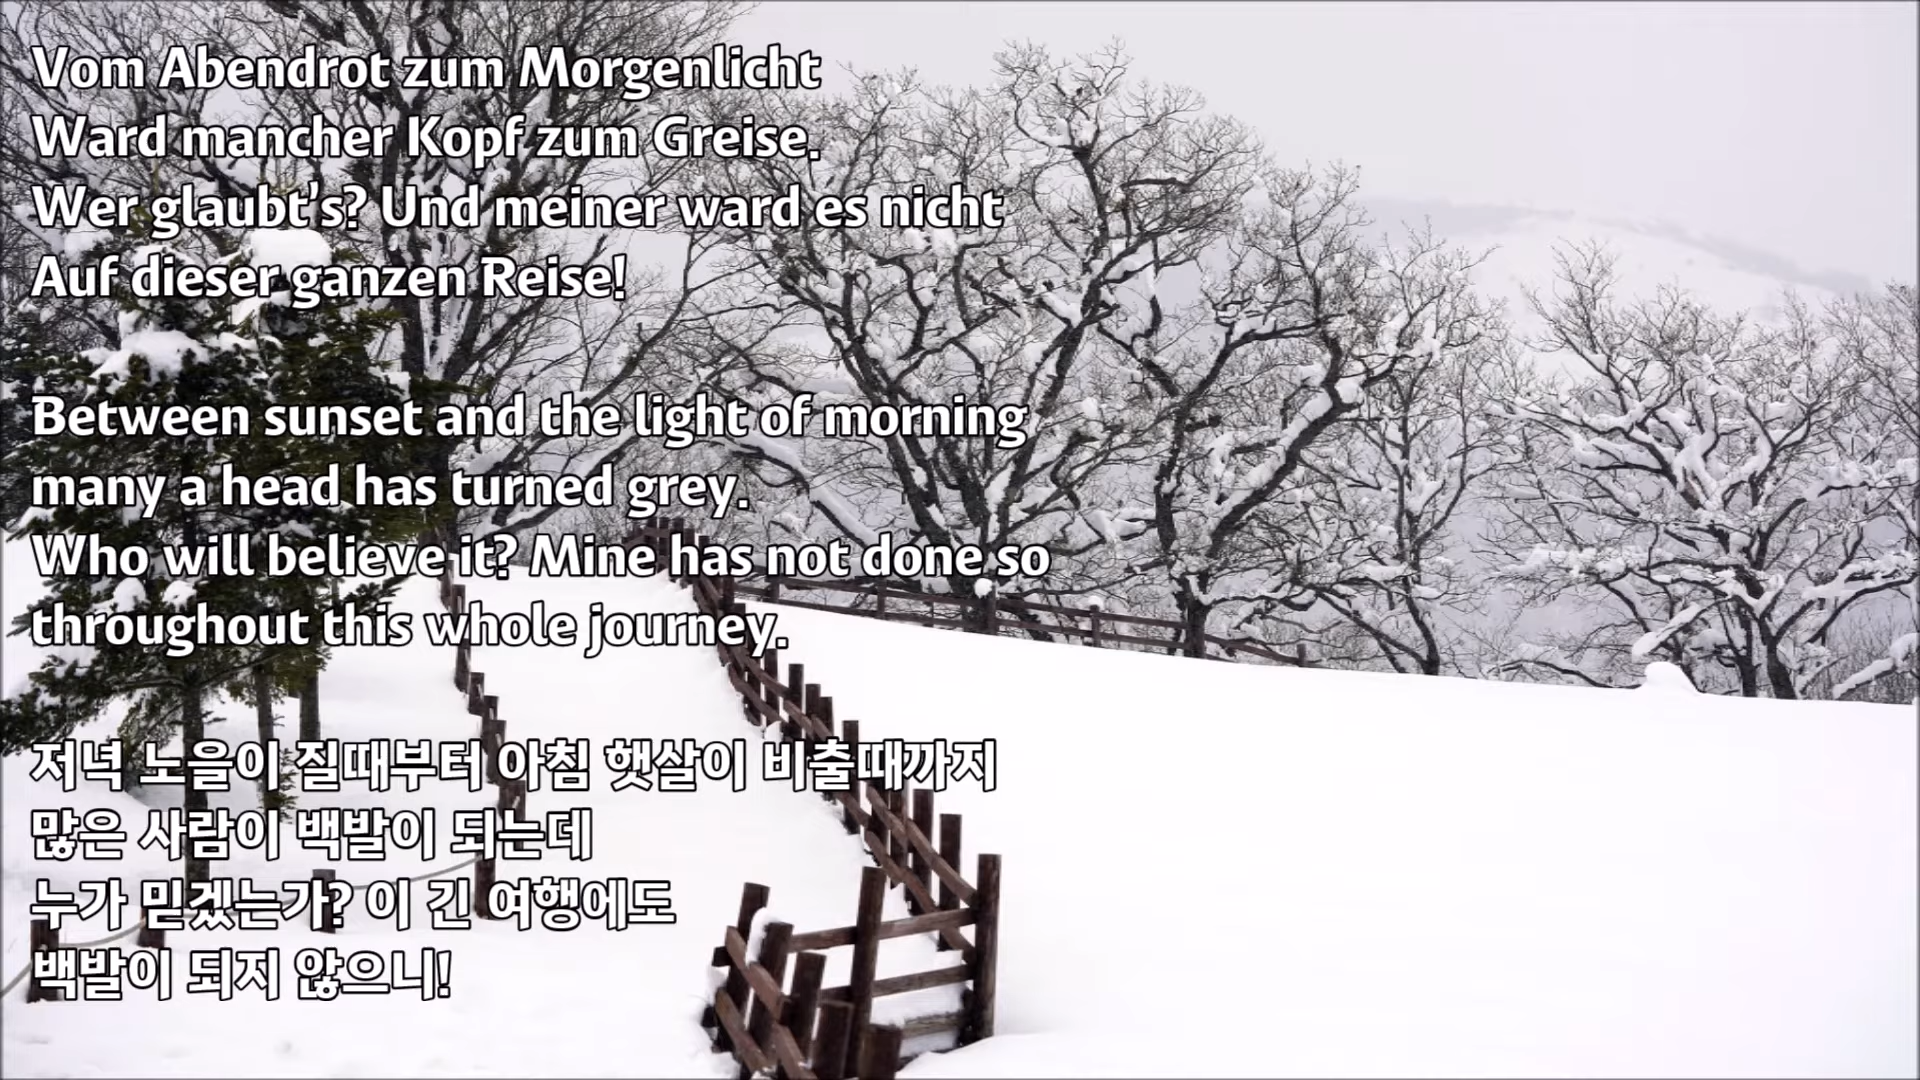 Vom Abendrot zum Morgenlicht
Ward mancher Kopf zum Greise.
Wer glaubt's? Und meiner ward es nicht
Auf dieser ganzen Reise!
Between sunset and the light of morning
many a head has turned grey.
Who will believe it? Mine has not done so
throughout this whole journey.
저녁 노을이 질때부터 아침 햇살이 비출때까지
많은 사람이 백발이 되는데
누가 믿겠는가? 이 긴 여행에도
백발이 되지 않으니!